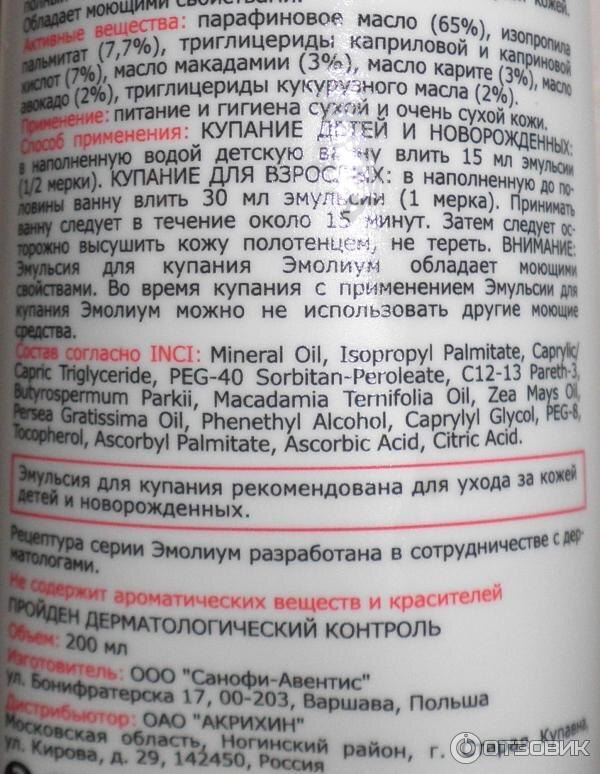 Обладает моющими свойствами. кожей.
Активные вещества: парафиновое масло (65%), изопропила
пальмитат (7,7%), триглицериды каприловой и каприновой
кислот (7%), масло макадамии (3%), масло карите (3%), масло
авокадо (2%), триглицериды кукурузного масла (2%).
Применение: питание и гигиена сухой и очень сухой кожи.
Способ применения: КУПАНИЕ ДЕТЕЙ И НОВОРОЖДЕННЫХ:
в наполненную водой детскую ванну влить 15 мл эмульсии
(1/2 мерки). КУПАНИЕ ДЛЯ ВЗРОСЛЫХ: в наполненную до по-
ловины ванну влить 30 мл эмульсии (1 мерка). Принимать
ванну следует в течение около 15 минут. Затем следует ос-
торожно высушить кожу полотенцем, не тереть. ВНИМАНИЕ:
Эмульсия для купания Эмолиум обладает моющими
свойствами. Во время купания с применением Эмульсии для
купания Эмолиум можно не использовать другие моющие
средства.
Состав согласно INCI: Mineral Oil, Isopropyl Palmitate, Caprylic/
Capric Triglyceride, PEG-40 Sorbitan-Peroleate, C12-13 Pareth-3,
Butyrospermum Parkii, Macadamia Ternifolia Oil, Zea Mays Oil,
Persea Gratissima Oil, Phenethyl Alcohol, Caprylyl Glycol, PEG-8,
Tocopherol, Ascorbyl Palmitate, Ascorbic Acid, Citric Acid.
Эмульсия для купания рекомендована для ухода за кожей
детей и новорожденных.
Рецептура серии Эмолиум разработана в сотрудничестве с дер-
матологами.
Не содержит ароматических веществ и красителей
ПРОЙДЕН ДЕРМАТОЛОГИЧЕСКИЙ КОНТРОЛЬ
Объем: 200 мл
Изготовитель: ООО "Санофи-Авентис"
ул. Бонифратерска 17, 00-203, Варшава, Польша
Дистрибьютор: ОАО "АКРИХИН"
Московская область, Ногинский район, г. Старая Купавна,
ул. Кирова, д. 29, 142450, Россия
ОТЗОВИК